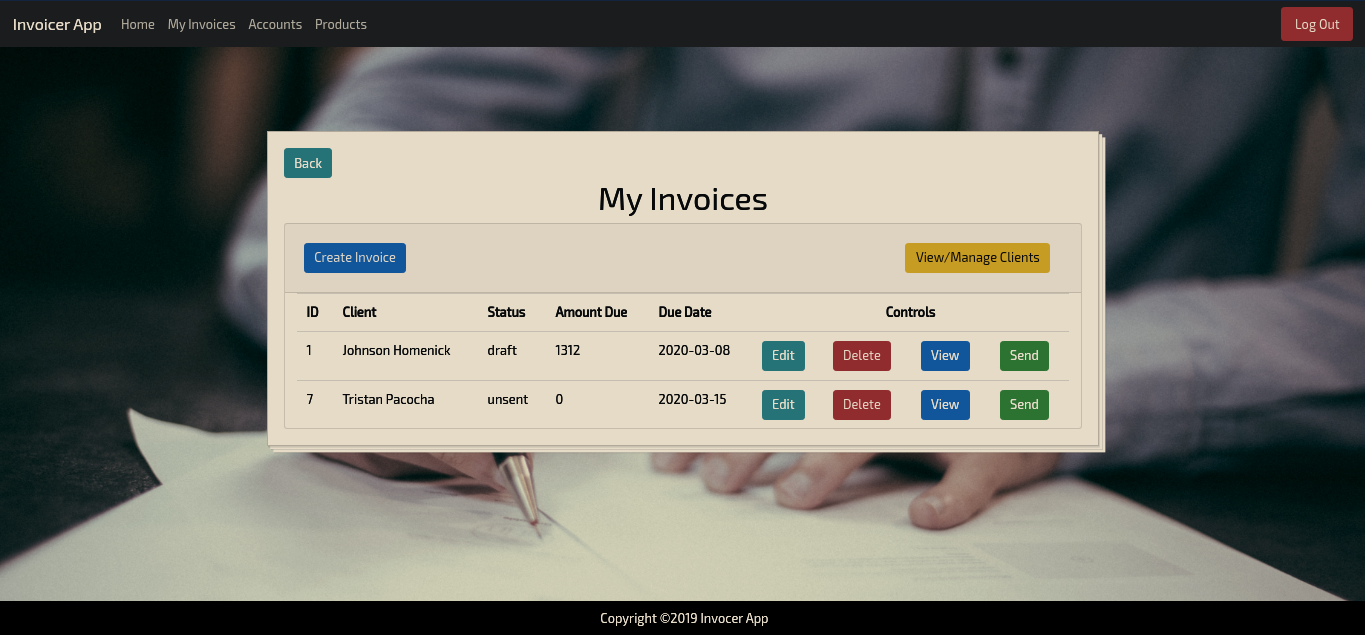 Invoicer App Home My Invoices Accounts Products Log Out
Back
My Invoices
Create Invoice View/Manage Clients
ID Client Status Amount Due Due Date Controls
1 Johnson Homenick draft 1312 2020-03-08 Edit Delete View Send
7 Tristan Pacocha unsent 0 2020-03-15 Edit Delete View Send
Copyright ©2019 Invocer App